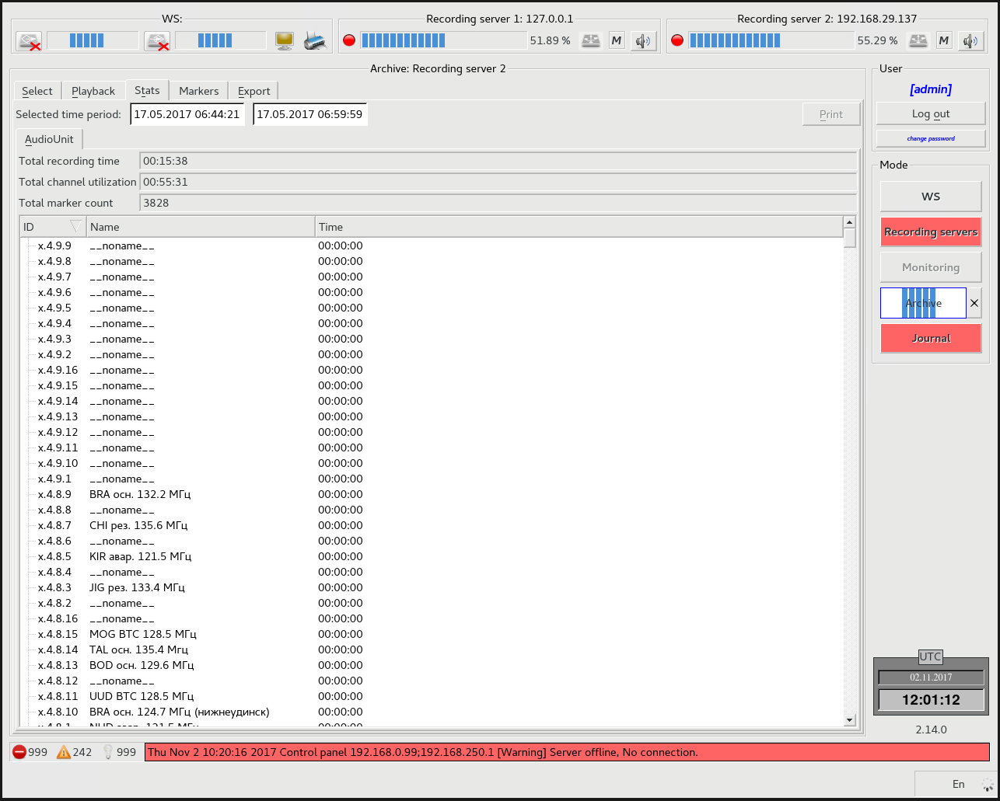 WS:
Recording server 1: 127.0.0.1
Recording server 2: 192.168.29.137
51.89 %
M
55.29 %
M
Archive: Recording server 2
Select
Playback
Stats
Markers
Export
Selected time period:
17.05.2017 06:44:21
17.05.2017 06:59:59
Print
AudioUnit
Total recording time
00:15:38
Total channel utilization
00:55:31
Total marker count
3828
ID Name Time
x.4.9.9 __noname__ 00:00:00
x.4.9.8 __noname__ 00:00:00
x.4.9.7 __noname__ 00:00:00
x.4.9.6 __noname__ 00:00:00
x.4.9.5 __noname__ 00:00:00
x.4.9.4 __noname__ 00:00:00
x.4.9.3 __noname__ 00:00:00
x.4.9.2 __noname__ 00:00:00
x.4.9.16 __noname__ 00:00:00
x.4.9.15 __noname__ 00:00:00
x.4.9.14 __noname__ 00:00:00
x.4.9.13 __noname__ 00:00:00
x.4.9.12 __noname__ 00:00:00
x.4.9.11 __noname__ 00:00:00
x.4.9.10 __noname__ 00:00:00
x.4.9.1 __noname__ 00:00:00
x.4.8.9 BRA осн. 132.2 МГц 00:00:00
x.4.8.8 __noname__ 00:00:00
x.4.8.7 CHI рез. 135.6 МГц 00:00:00
x.4.8.6 __noname__ 00:00:00
x.4.8.5 KIR авар. 121.5 МГц 00:00:00
x.4.8.4 __noname__ 00:00:00
x.4.8.3 JIG рез. 133.4 МГц 00:00:00
x.4.8.2 __noname__ 00:00:00
x.4.8.16 __noname__ 00:00:00
x.4.8.15 MOG ВТС 128.5 МГц 00:00:00
x.4.8.14 TAL осн. 135.4 Мгц 00:00:00
x.4.8.13 BOD осн. 129.6 МГц 00:00:00
x.4.8.12 __noname__ 00:00:00
x.4.8.11 UUD ВТС 128.5 МГц 00:00:00
x.4.8.10 BRA осн. 124.7 МГц (нижнеудинск) 00:00:00
x.4.8.1 NUD авар. 121.5 МГц 00:00:00
User
[admin]
Log out
change password
Mode
WS
Recording servers
Monitoring
Archive
×
Journal
UTC
02.11.2017
12:01:12
2.14.0
999
242
999
Thu Nov 2 10:20:16 2017 Control panel 192.168.0.99;192.168.250.1 [Warning] Server offline, No connection.
En